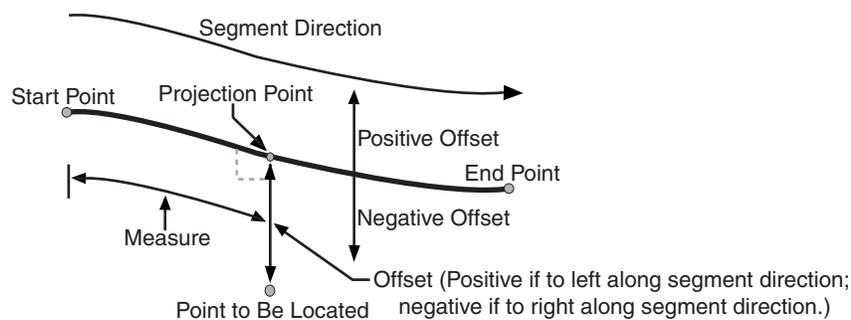 Segment Direction
Start Point
Projection Point
Positive Offset
End Point
Negative Offset
Measure
Offset (Positive if to left along segment direction;
negative if to right along segment direction.)
Point to Be Located